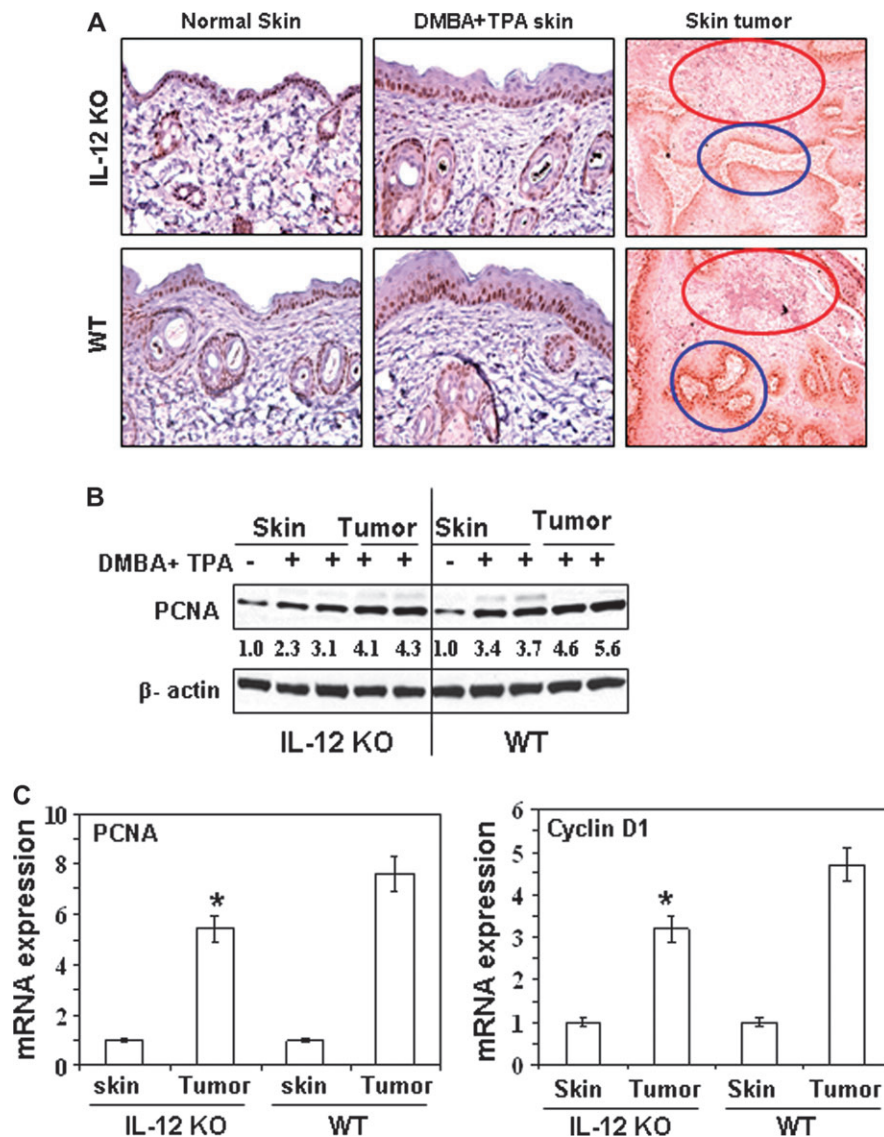 A
Normal Skin DMBA+TPA skin Skin tumor
IL-12 KO
WT
B
Skin Tumor Skin Tumor
DMBA+ TPA - + + + + - + + + +
PCNA
1.0 2.3 3.1 4.1 4.3 1.0 3.4 3.7 4.6 5.6
β- actin
IL-12 KO WT
C
mRNA expression
10
8
6
4
2
0
PCNA
*
skin Tumor skin Tumor
IL-12 KO WT
mRNA expression
6
5
4
3
2
1
0
Cyclin D1
*
Skin Tumor Skin Tumor
IL-12 KO WT